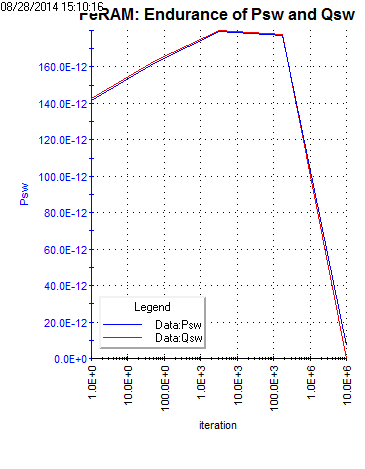 08/28/2014 15:10:16
FeRAM: Endurance of Psw and Qsw
160.0E-12
140.0E-12
120.0E-12
100.0E-12
80.0E-12
60.0E-12
40.0E-12
20.0E-12
0.0E+0
Psw
Legend
Data:Psw
Data:Qsw
1.0E+0
10.0E+0
100.0E+0
1.0E+3
10.0E+3
100.0E+3
1.0E+6
10.0E+6
iteration